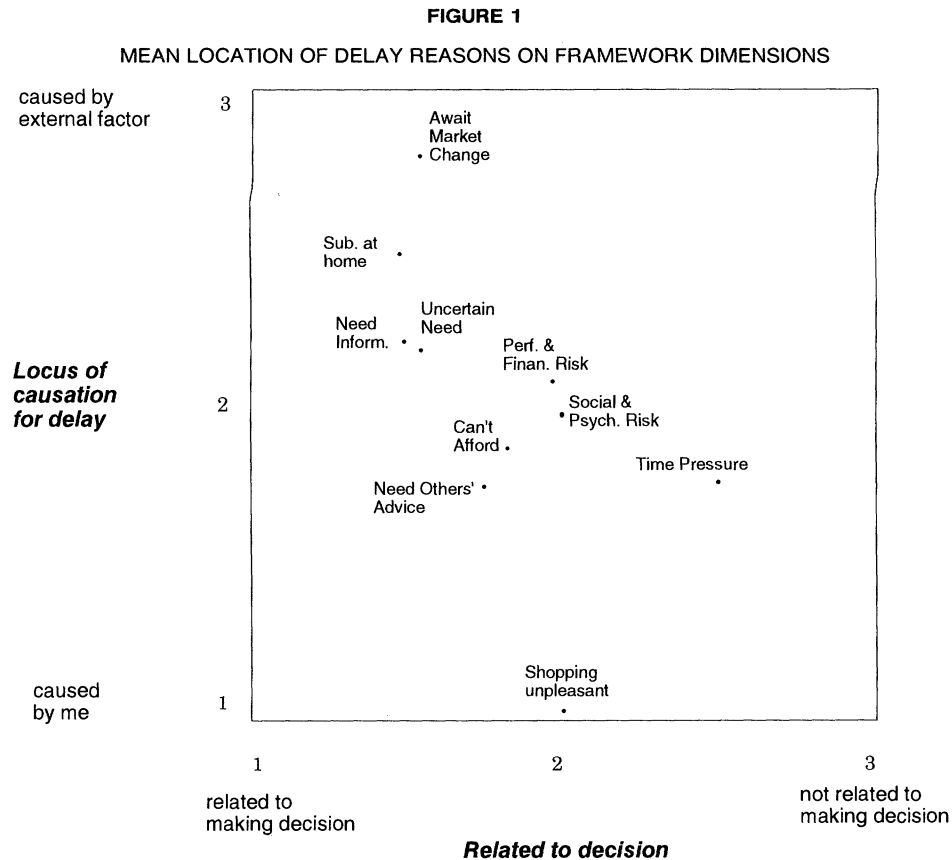 FIGURE 1
MEAN LOCATION OF DELAY REASONS ON FRAMEWORK DIMENSIONS
caused by
external factor
3
Await
Market
Change
Sub. at
home
Uncertain
Need
Need
Inform.
Perf. &
Finan. Risk
Locus of
causation
for delay
2
Social &
Psych. Risk
Can't
Afford
Time Pressure
Need Others'
Advice
Shopping
unpleasant
caused
by me
1
1
2
3
related to
making decision
not related to
making decision
Related to decision